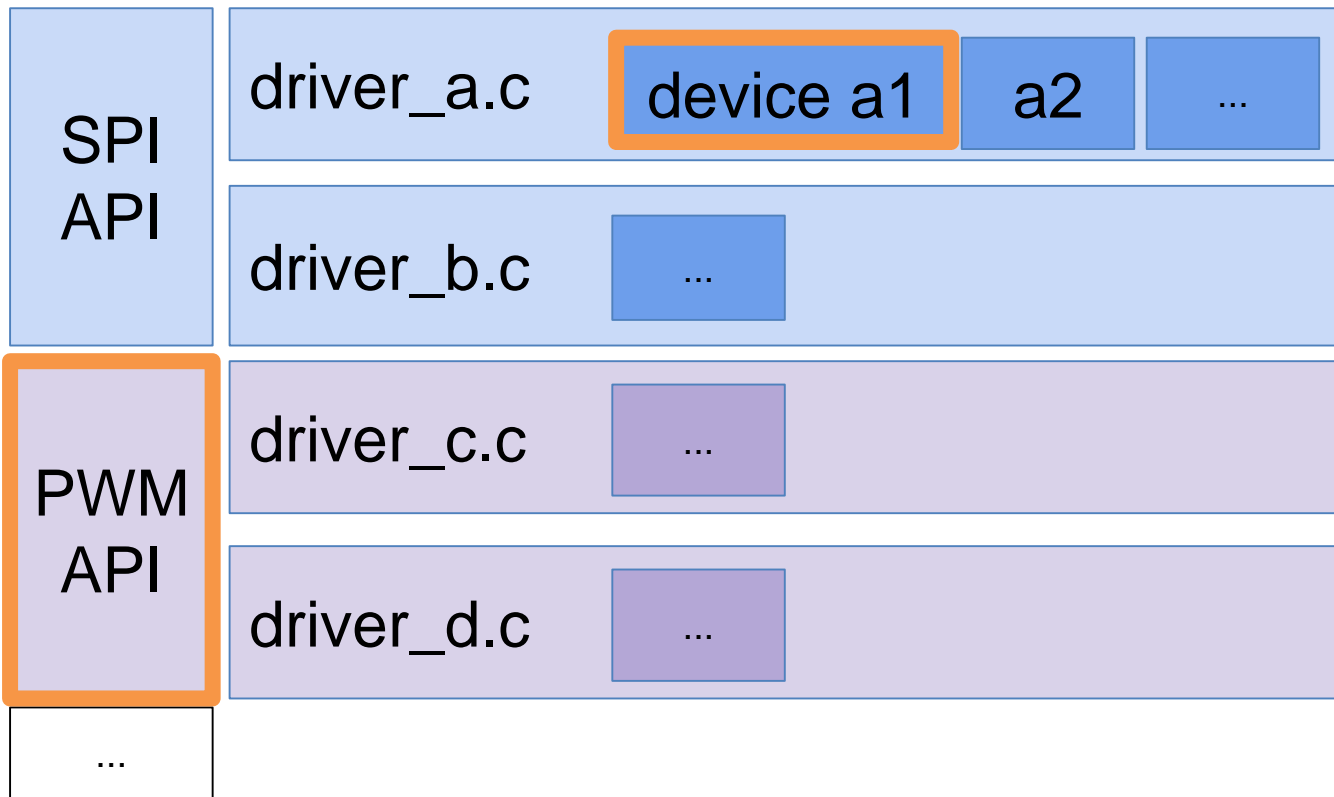 SPI
API
driver_a.c
device a1
a2
...
driver_b.c
...
PWM
API
driver_c.c
...
driver_d.c
...
...